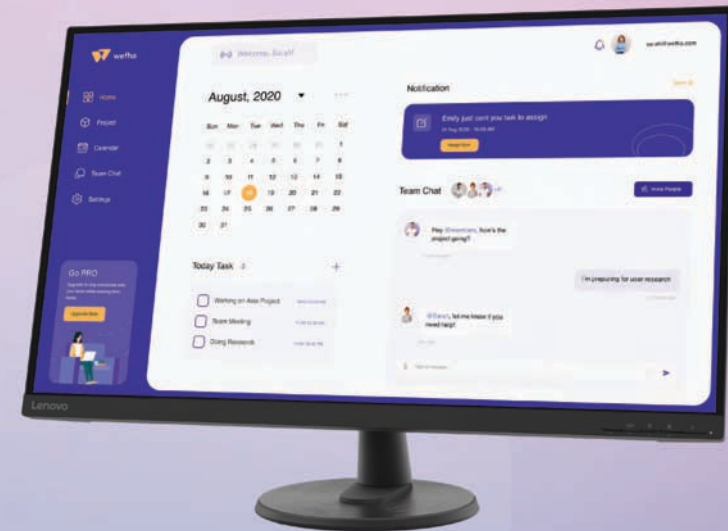 wefha
Home
Project
Calendar
Team Chat
Settings
Go PRO
Upgrade Now
Welcome, Sarah!
August, 2020
Sun Mon Tue Wed Thu Fri Sat
1
2 3 4 5 6 7 8
9 10 11 12 13 14 15
16 17 18 19 20 21 22
23 24 25 26 27 28 29
30 31
Today Task
Working on Asia Project
Team Meeting
Doing Research
Notification
Emily just sent you task to assign
Team Chat
Invite People
how's the
project going?
I'm preparing for user research
let me know if you
need help!
Lenovo